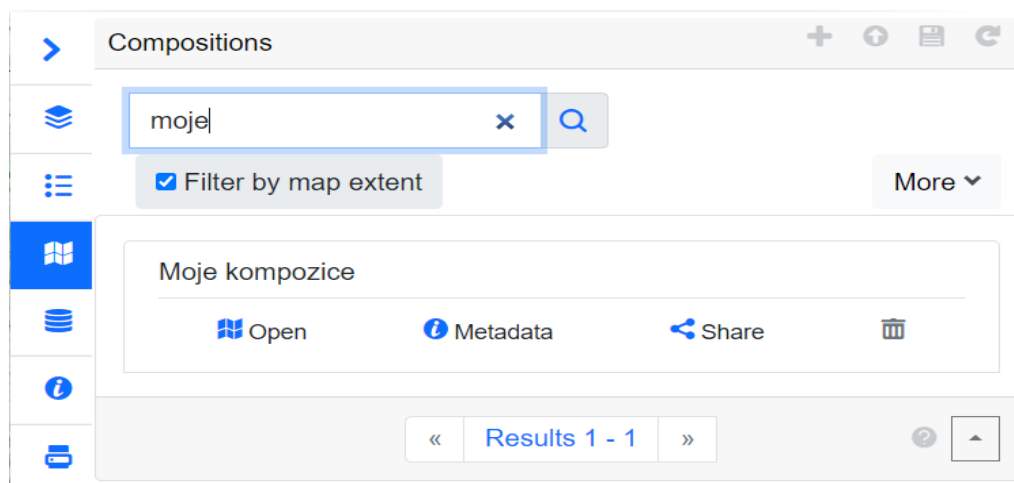 Compositions
moje
Filter by map extent
More
Moje kompozice
Open Metadata Share
« Results 1 - 1 »